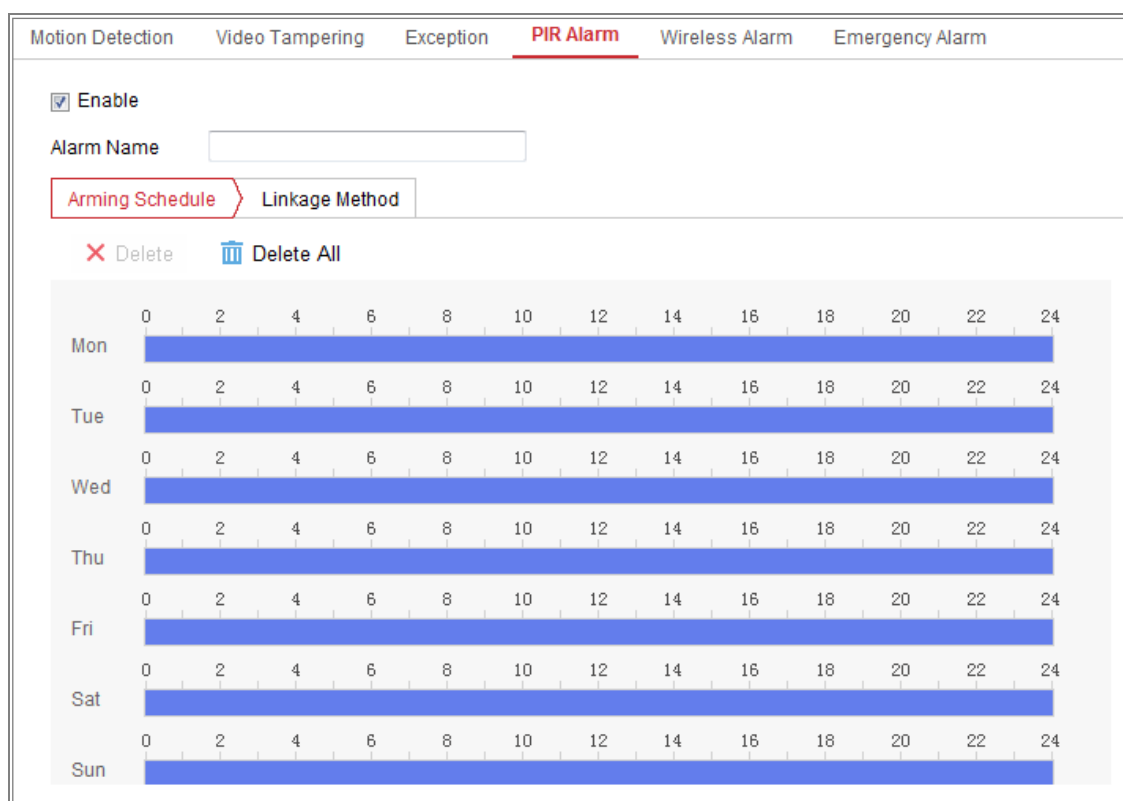 Motion Detection Video Tampering Exception PIR Alarm Wireless Alarm Emergency Alarm
Enable
Alarm Name
Arming Schedule Linkage Method
Delete Delete All
0 2 4 6 8 10 12 14 16 18 20 22 24
Mon
0 2 4 6 8 10 12 14 16 18 20 22 24
Tue
0 2 4 6 8 10 12 14 16 18 20 22 24
Wed
0 2 4 6 8 10 12 14 16 18 20 22 24
Thu
0 2 4 6 8 10 12 14 16 18 20 22 24
Fri
0 2 4 6 8 10 12 14 16 18 20 22 24
Sat
0 2 4 6 8 10 12 14 16 18 20 22 24
Sun